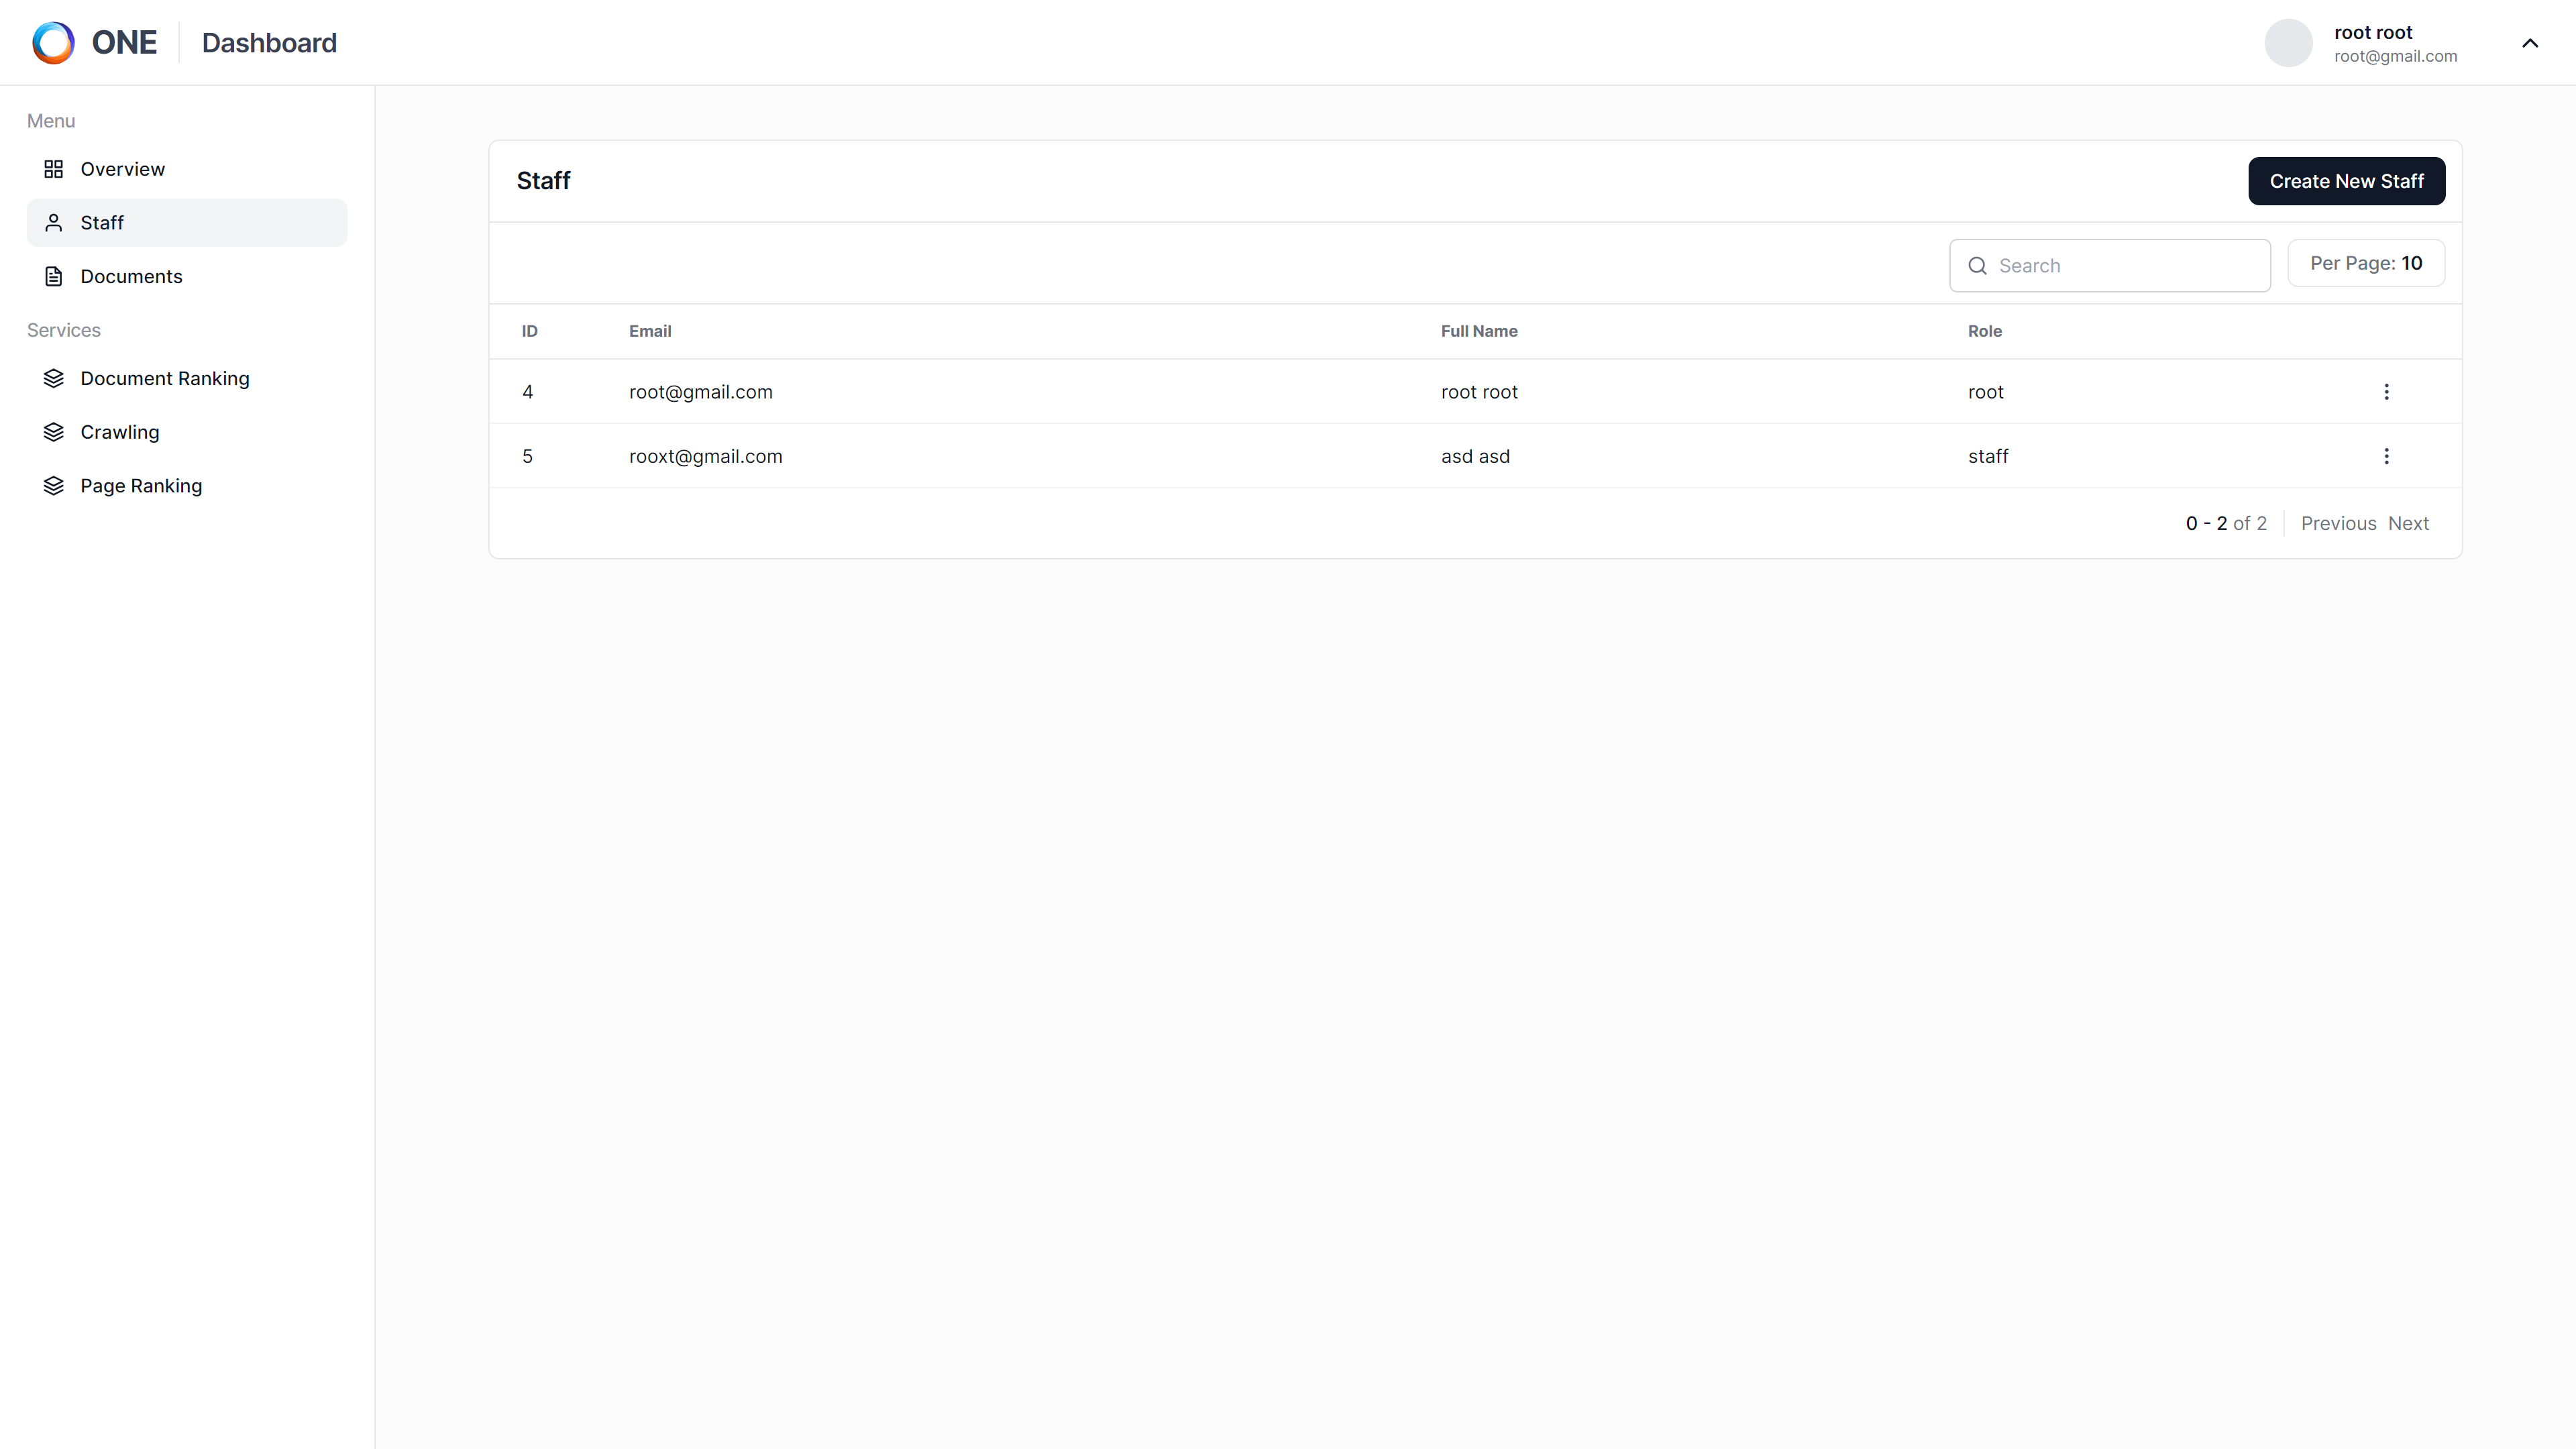 ONE Dashboard
root root
root@gmail.com
Menu
Overview
Staff
Documents
Services
Document Ranking
Crawling
Page Ranking
Staff
Create New Staff
Search
Per Page: 10
ID Email Full Name Role
4 root@gmail.com root root root
5 rooxt@gmail.com asd asd staff
0 - 2 of 2 Previous Next